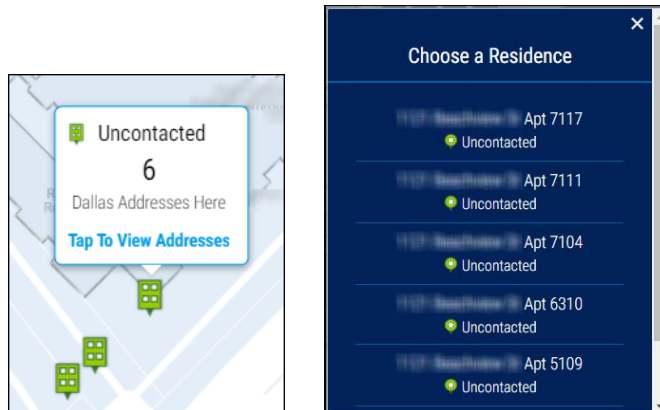 Uncontacted
6
Dallas Addresses Here
Tap To View Addresses
Choose a Residence
Apt 7117
Uncontacted
Apt 7111
Uncontacted
Apt 7104
Uncontacted
Apt 6310
Uncontacted
Apt 5109
Uncontacted